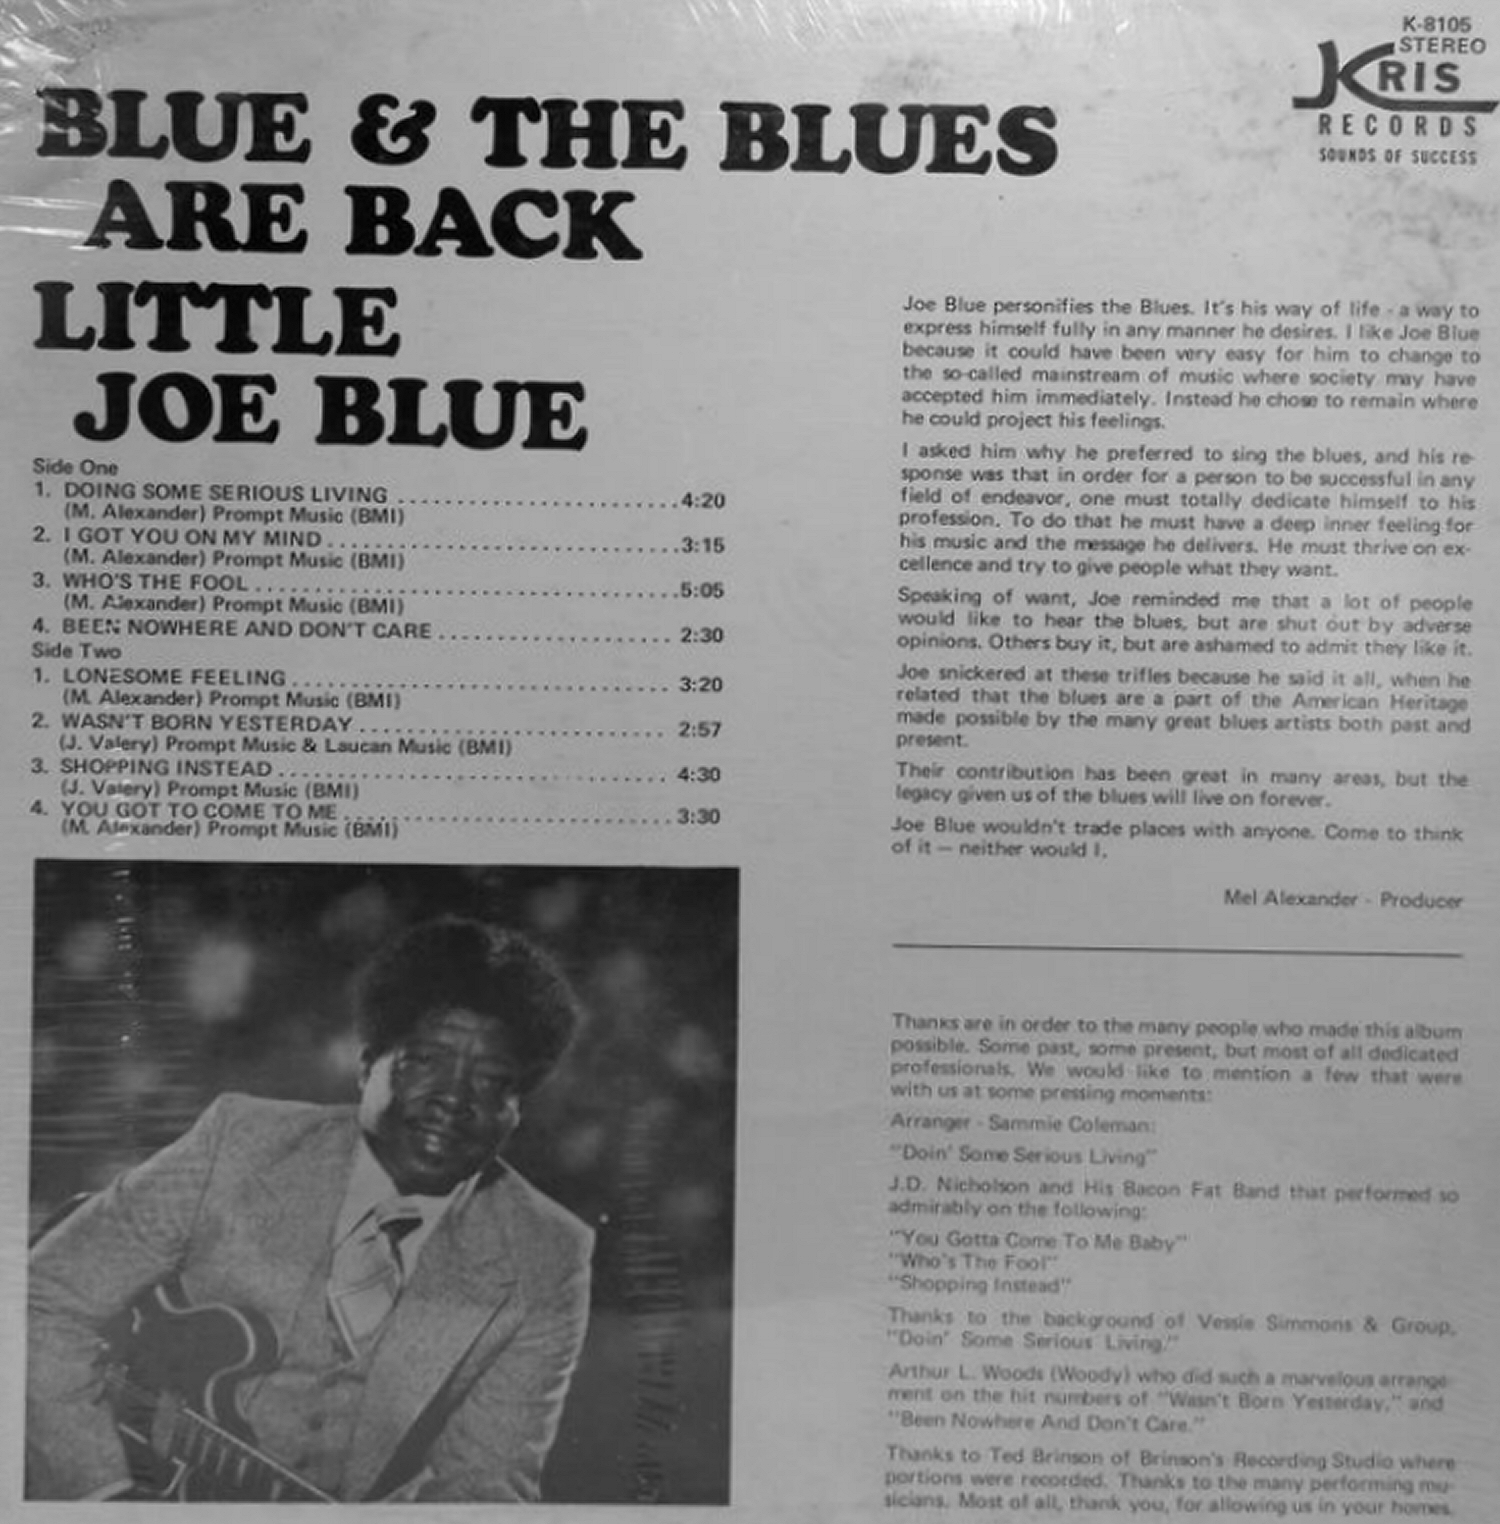 K-8105
STEREO
KRIS
RECORDS
SOUNDS OF SUCCESS
BLUE & THE BLUES
ARE BACK
LITTLE
JOE BLUE
Side One
1. DOING SOME SERIOUS LIVING ............................ 4:20
(M. Alexander) Prompt Music (BMI)
2. I GOT YOU ON MY MIND ................................... 3:15
(M. Alexander) Prompt Music (BMI)
3. WHO'S THE FOOL .......................................... 5:05
(M. Alexander) Prompt Music (BMI)
4. BEEN NOWHERE AND DON'T CARE ....................... 2:30
Side Two
1. LONESOME FEELING ...................................... 3:20
(M. Alexander) Prompt Music (BMI)
2. WASN'T BORN YESTERDAY .............................. 2:57
(J. Valery) Prompt Music & Laucan Music (BMI)
3. SHOPPING INSTEAD ....................................... 4:30
(J. Valery) Prompt Music (BMI)
4. YOU GOT TO COME TO ME ................................ 3:30
(M. Alexander) Prompt Music (BMI)
Joe Blue personifies the Blues. It's his way of life - a way to
express himself fully in any manner he desires. I like Joe Blue
because it could have been very easy for him to change to
the so-called mainstream of music where society may have
accepted him immediately. Instead he chose to remain where
he could project his feelings.
I asked him why he preferred to sing the blues, and his re-
sponse was that in order for a person to be successful in any
field of endeavor, one must totally dedicate himself to his
profession. To do that he must have a deep inner feeling for
his music and the message he delivers. He must thrive on ex-
cellence and try to give people what they want.
Speaking of want, Joe reminded me that a lot of people
would like to hear the blues, but are shut out by adverse
opinions. Others buy it, but are ashamed to admit they like it.
Joe snickered at these trifles because he said it all, when he
related that the blues are a part of the American Heritage
made possible by the many great blues artists both past and
present.
Their contribution has been great in many areas, but the
legacy given us of the blues will live on forever.
Joe Blue wouldn't trade places with anyone. Come to think
of it — neither would I.
Mel Alexander - Producer
Thanks are in order to the many people who made this album
possible. Some past, some present, but most of all dedicated
professionals. We would like to mention a few that were
with us at some pressing moments:
Arranger - Sammie Coleman:
"Doin' Some Serious Living"
J.D. Nicholson and His Bacon Fat Band that performed so
admirably on the following:
"You Gotta Come To Me Baby"
"Who's The Fool"
"Shopping Instead"
Thanks to the background of Vessie Simmons & Group,
"Doin' Some Serious Living."
Arthur L. Woods (Woody) who did such a marvelous arrange-
ment on the hit numbers of "Wasn't Born Yesterday," and
"Been Nowhere And Don't Care."
Thanks to Ted Brinson of Brinson's Recording Studio where
portions were recorded. Thanks to the many performing mu-
sicians. Most of all, thank you, for allowing us in your homes.